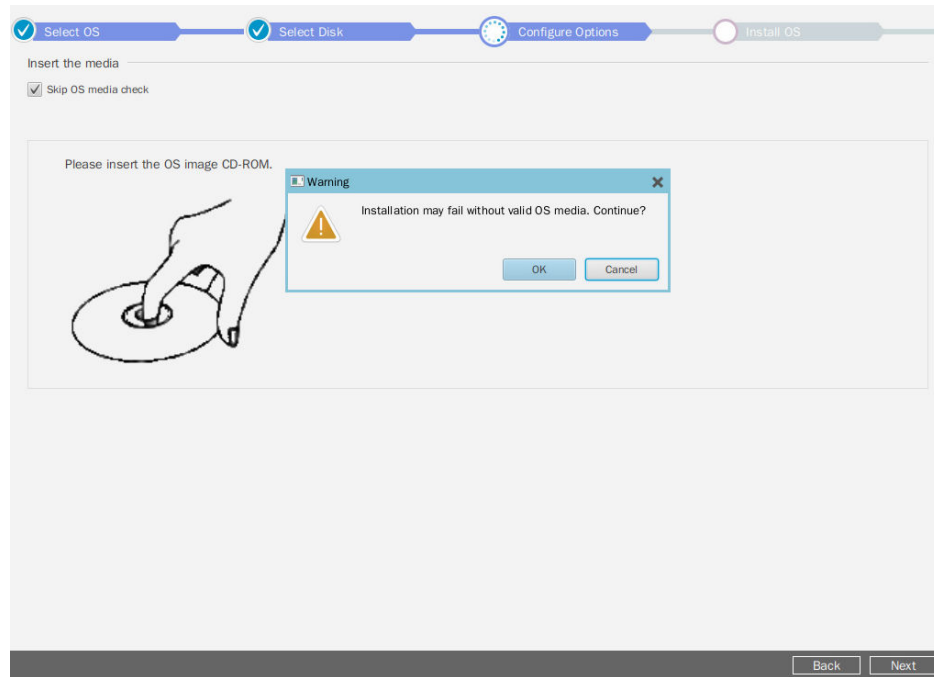 Select OS
Select Disk
Configure Options
Install OS
Insert the media
Skip OS media check
Please insert the OS image CD-ROM.
Warning
Installation may fail without valid OS media. Continue?
OK
Cancel
Back
Next